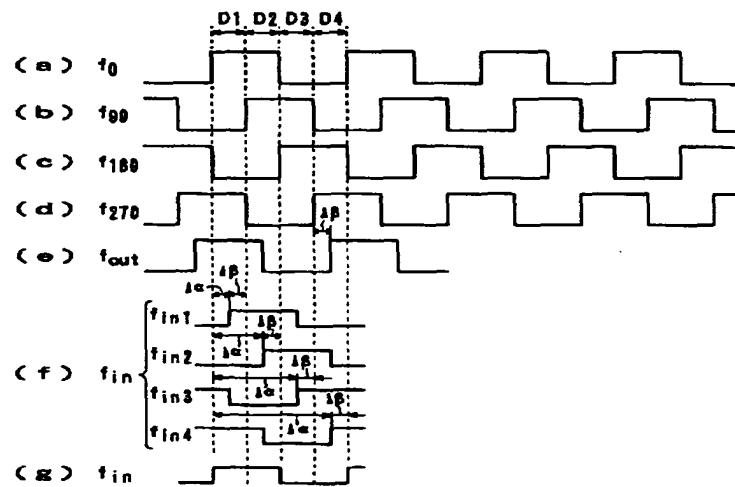 D1 D2 D3 D4
(a) f0
(b) f90
(c) f180
(d) f270
Δβ
(e) fout
Δα Δβ
fin1
Δα Δβ
fin2
(f) fin
Δα Δβ
fin3
Δα Δβ
fin4
(g) fin